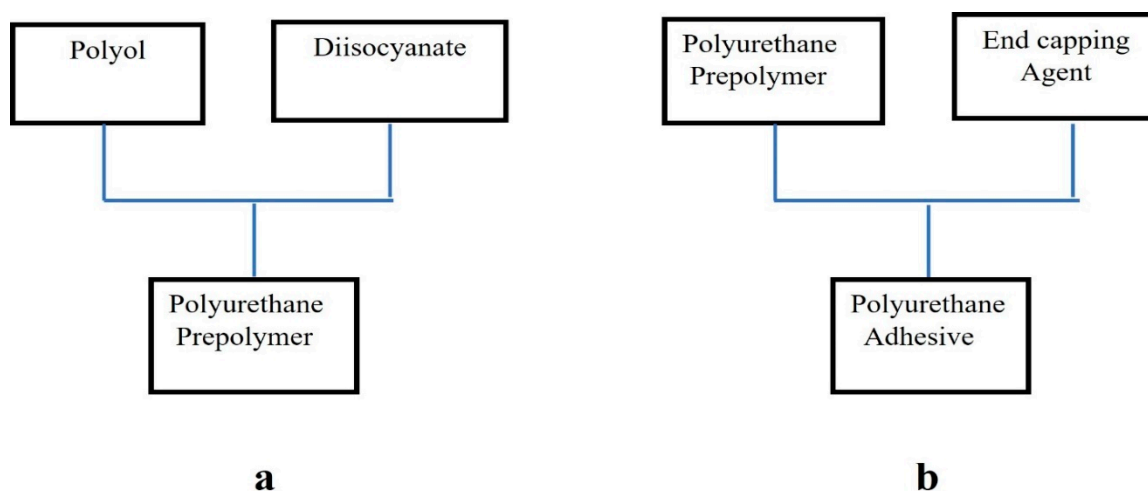 Polyol
Diisocyanate
Polyurethane
Prepolymer
a
Polyurethane
Prepolymer
End capping
Agent
Polyurethane
Adhesive
b